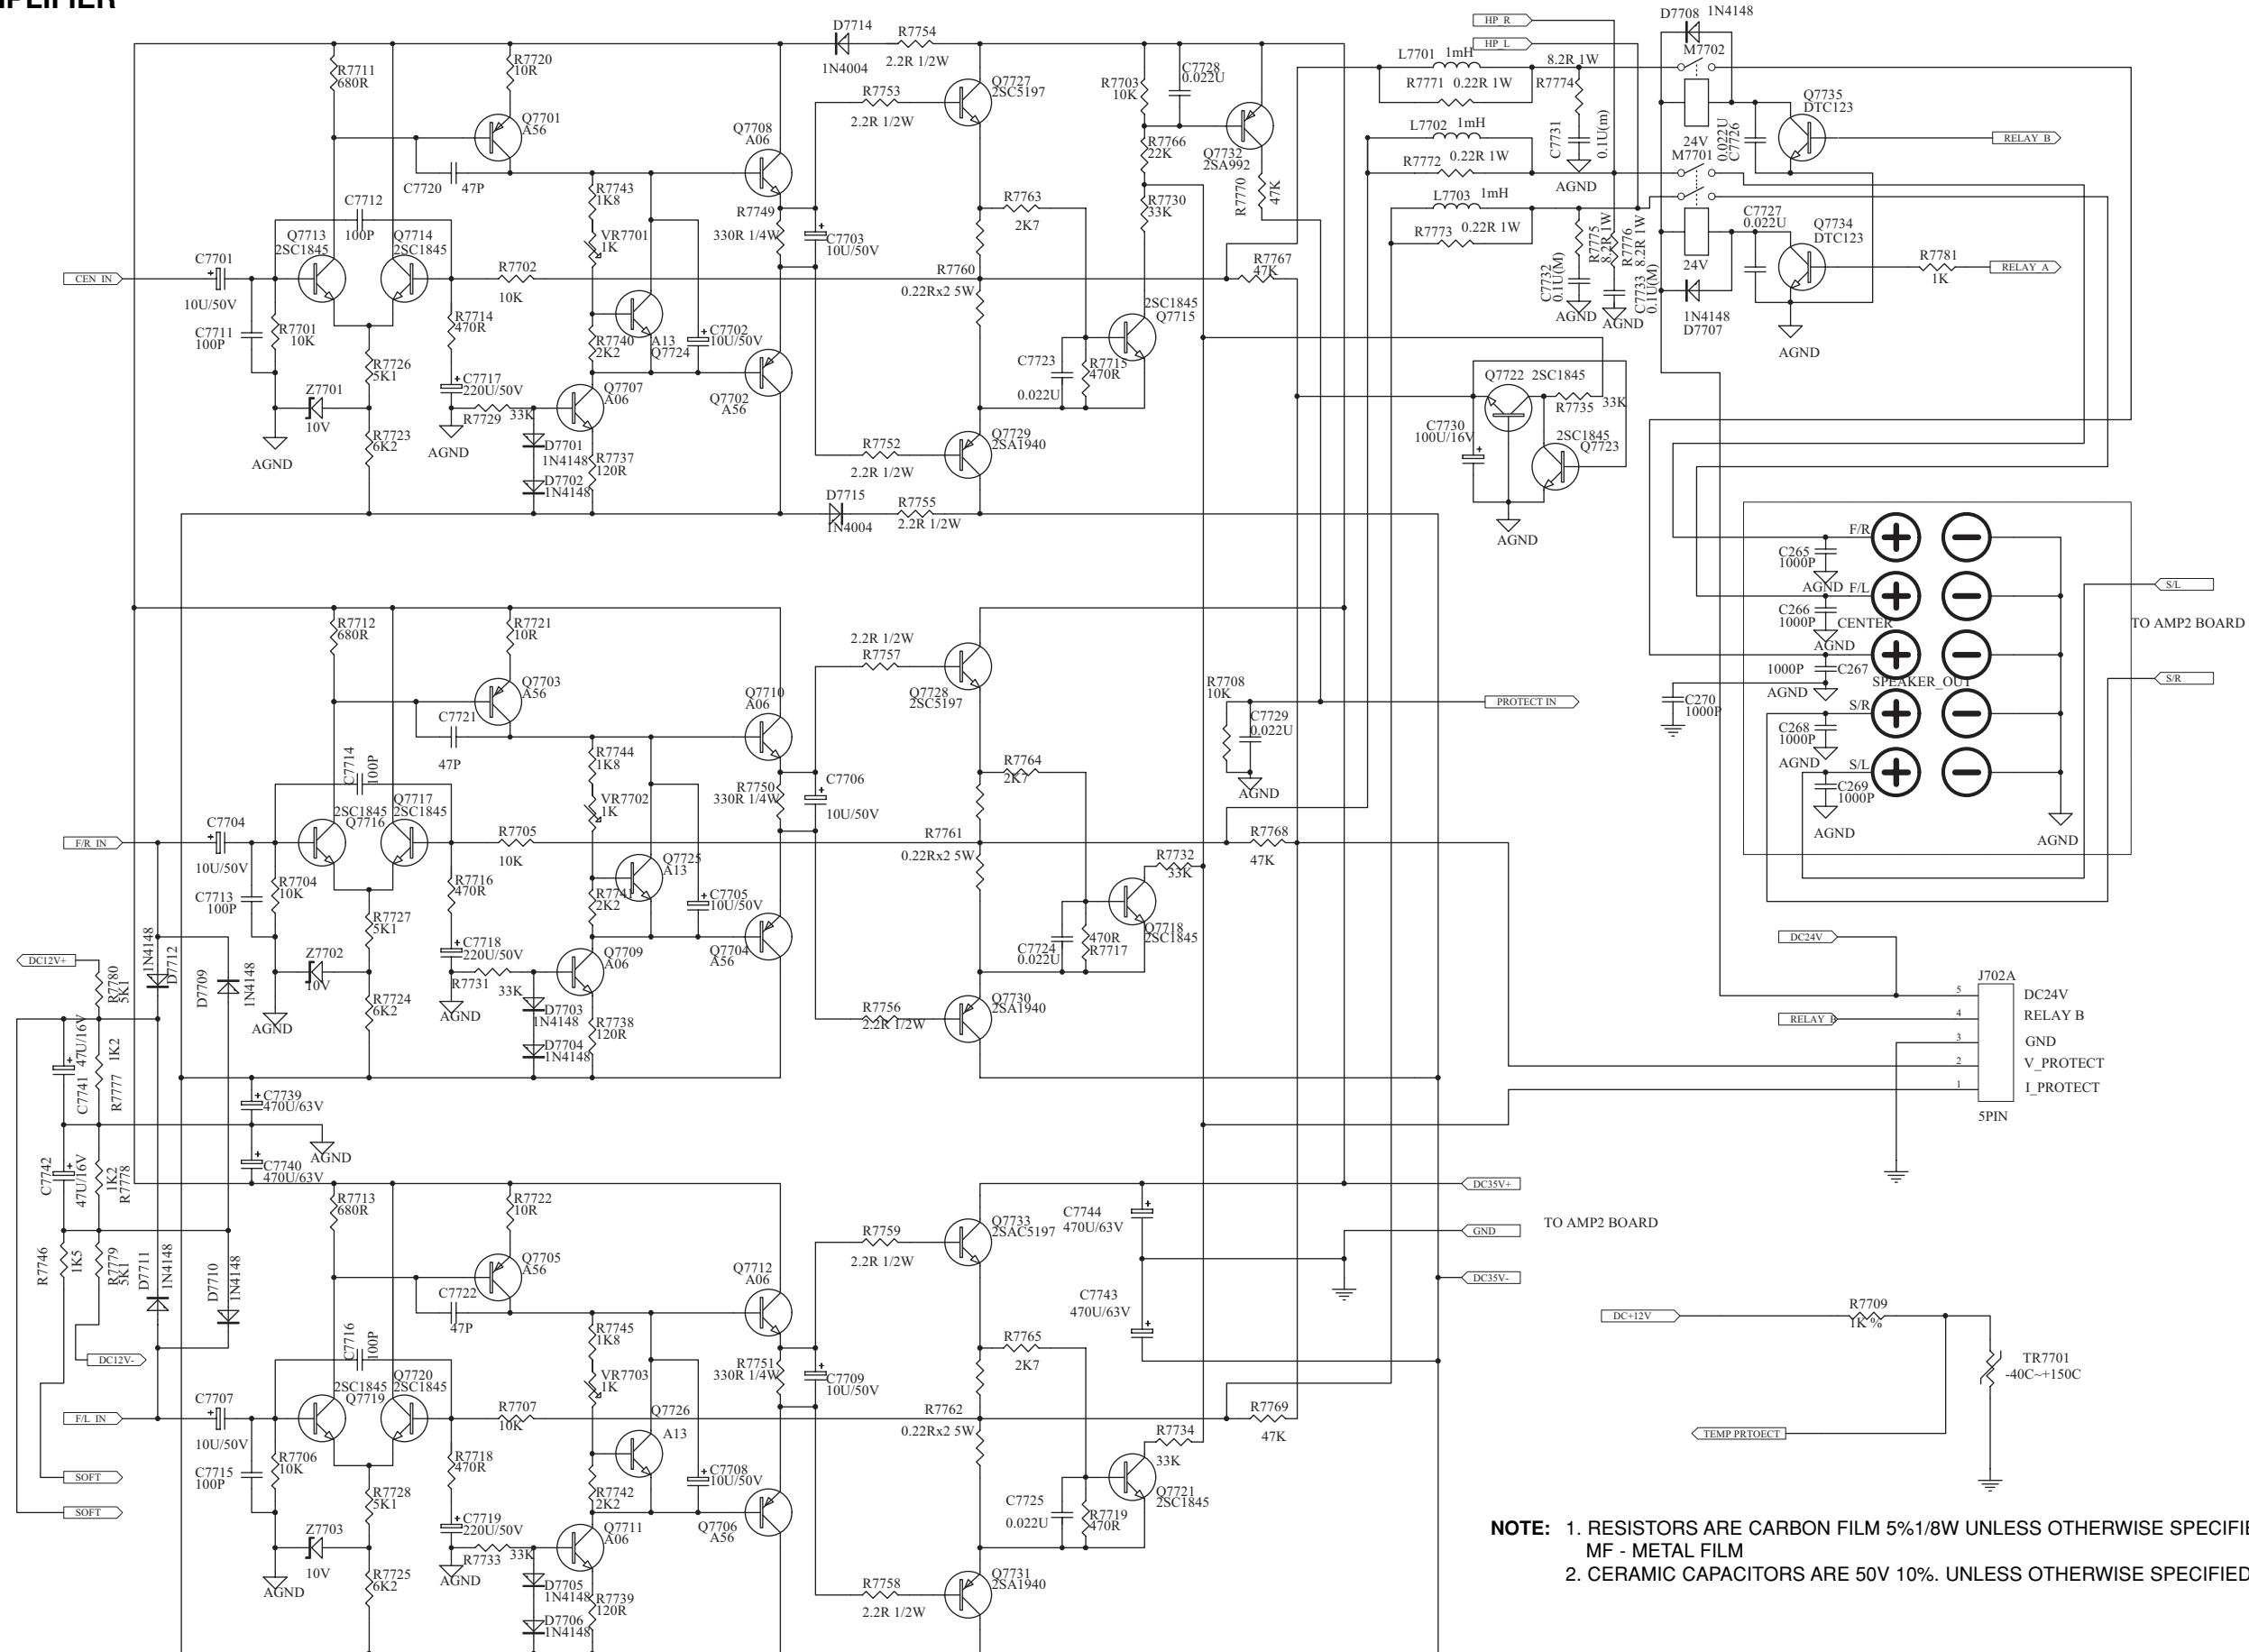 MPLIFIER
D7714
1N4004
R7754
2.2R 1/2W
R7711
680R
R7720
10R
Q7701
A56
C7720
47P
C7712
100P
Q7713
2SC1845
Q7714
2SC1845
CEN IN
C7701
10U/50V
C7711
100P
R7701
10K
R7702
10K
R7714
470R
R7726
5K1
Z7701
10V
C7717
220U/50V
R7729
33K
R7723
6K2
AGND
AGND
D7701
1N4148
D7702
1N4148
R7737
120R
Q7707
A06
R7743
1K8
VR7701
1K
R7740
2K2
A13
Q7724
C7702
10U/50V
Q7708
A06
R7749
330R 1/4W
C7703
10U/50V
Q7702
A56
R7753
2.2R 1/2W
Q7727
2SC5197
R7763
2K7
R7760
0.22Rx2 5W
C7723
0.022U
R7715
470R
2SC1845
Q7715
R7752
2.2R 1/2W
Q7729
2SA1940
D7715
1N4004
R7755
2.2R 1/2W
R7703
10K
C7728
0.022U
R7766
22K
R7730
33K
Q7732
2SA992
R7770
47K
R7767
47K
HP_R
HP_L
L7701 1mH
R7771 0.22R 1W
8.2R 1W
R7774
L7702 1mH
R7772 0.22R 1W
L7703 1mH
R7773 0.22R 1W
C7731
0.1U(m)
AGND
R7775
8.2R 1W
R7776
8.2R 1W
C7732
0.1U(M)
C7733
0.1U(M)
AGND
AGND
D7708 1N4148
M7702
24V
M7701
24V
0.022U
C7726
Q7735
DTC123
RELAY_B
C7727
0.022U
Q7734
DTC123
R7781
1K
RELAY_A
1N4148
D7707
AGND
Q7722 2SC1845
R7735
33K
C7730
100U/16V
2SC1845
Q7723
AGND
F/R
C265
1000P
AGND
F/L
C266
1000P
CENTER
AGND
1000P
C267
AGND
SPEAKER_OUT
C270
1000P
S/R
C268
1000P
AGND
S/L
C269
1000P
AGND
AGND
S/L
TO AMP2 BOARD
S/R
R7712
680R
R7721
10R
Q7703
A56
C7721
47P
C7714
100P
2SC1845
Q7716
Q7717
2SC1845
F/R IN
C7704
10U/50V
C7713
100P
R7704
10K
R7705
10K
R7716
470R
R7727
5K1
Z7702
10V
C7718
220U/50V
R7731
33K
R7724
6K2
AGND
AGND
D7703
1N4148
D7704
1N4148
R7738
120R
Q7709
A06
R7744
1K8
VR7702
1K
R7741
2K2
Q7725
A13
C7705
10U/50V
Q7710
A06
R7750
330R 1/4W
C7706
10U/50V
Q7704
A56
2.2R 1/2W
R7757
Q7728
2SC5197
R7764
2K7
R7761
0.22Rx2 5W
C7724
0.022U
470R
R7717
Q7718
2SC1845
R7732
33K
R7756
2.2R 1/2W
Q7730
2SA1940
R7708
10K
C7729
0.022U
AGND
PROTECT IN
R7768
47K
DC12V+
R7780
5K1
1N4148
D7712
D7709
1N4148
C7741
47U/16V
R7777
1K2
C7742
47U/16V
1K2
R7778
C7739
470U/63V
C7740
470U/63V
AGND
R7746
1K5
R7779
5K1
D7711
1N4148
D7710
1N4148
DC12V-
SOFT
SOFT
DC24V
RELAY
J702A
5 DC24V
4 RELAY B
3 GND
2 V_PROTECT
1 I_PROTECT
5PIN
R7713
680R
R7722
10R
Q7705
A56
C7722
47P
C7716
100P
2SC1845
Q7719
Q7720
2SC1845
F/L IN
C7707
10U/50V
C7715
100P
R7706
10K
R7707
10K
R7718
470R
R7728
5K1
Z7703
10V
C7719
220U/50V
R7733
33K
R7725
6K2
AGND
AGND
D7705
1N4148
D7706
1N4148
R7739
120R
Q7711
A06
R7745
1K8
VR7703
1K
R7742
2K2
Q7726
A13
C7708
10U/50V
Q7712
A06
R7751
330R 1/4W
C7709
10U/50V
Q7706
A56
R7759
2.2R 1/2W
Q7733
2SAC5197
R7765
2K7
R7762
0.22Rx2 5W
C7725
0.022U
R7719
470R
Q7721
2SC1845
R7734
33K
R7758
2.2R 1/2W
Q7731
2SA1940
C7744
470U/63V
C7743
470U/63V
R7769
47K
DC35V+
GND
DC35V-
TO AMP2 BOARD
DC+12V
R7709
1K %
TR7701
-40C~+150C
TEMP PRTOECT
NOTE: 1. RESISTORS ARE CARBON FILM 5%1/8W UNLESS OTHERWISE SPECIFIE
MF - METAL FILM
2. CERAMIC CAPACITORS ARE 50V 10%. UNLESS OTHERWISE SPECIFIED